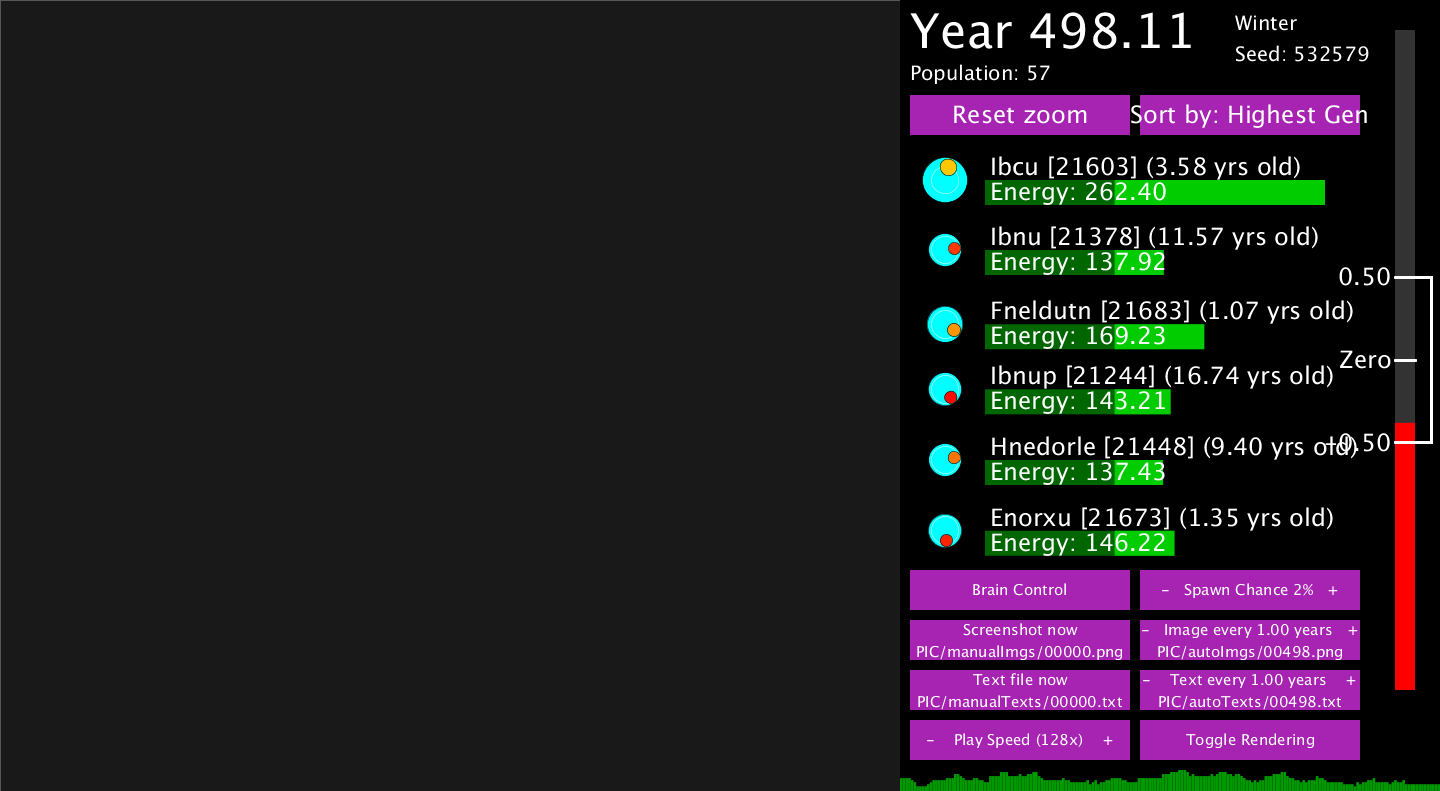 Year 498.11
Winter
Seed: 532579
Population: 57
Reset zoom
Sort by: Highest Gen
Ibcu [21603] (3.58 yrs old)
Energy: 262.40
Ibnu [21378] (11.57 yrs old)
Energy: 137.92
0.50
Fneldutn [21683] (1.07 yrs old)
Energy: 169.23
Zero
Ibnup [21244] (16.74 yrs old)
Energy: 143.21
Hnedorle [21448] (9.40 yrs old)
-0.50
Energy: 137.43
Enorxu [21673] (1.35 yrs old)
Energy: 146.22
Brain Control
- Spawn Chance 2% +
Screenshot now
PIC/manualImgs/00000.png
- Image every 1.00 years +
PIC/autoImgs/00498.png
Text file now
PIC/manualTexts/00000.txt
- Text every 1.00 years +
PIC/autoTexts/00498.txt
- Play Speed (128x) +
Toggle Rendering